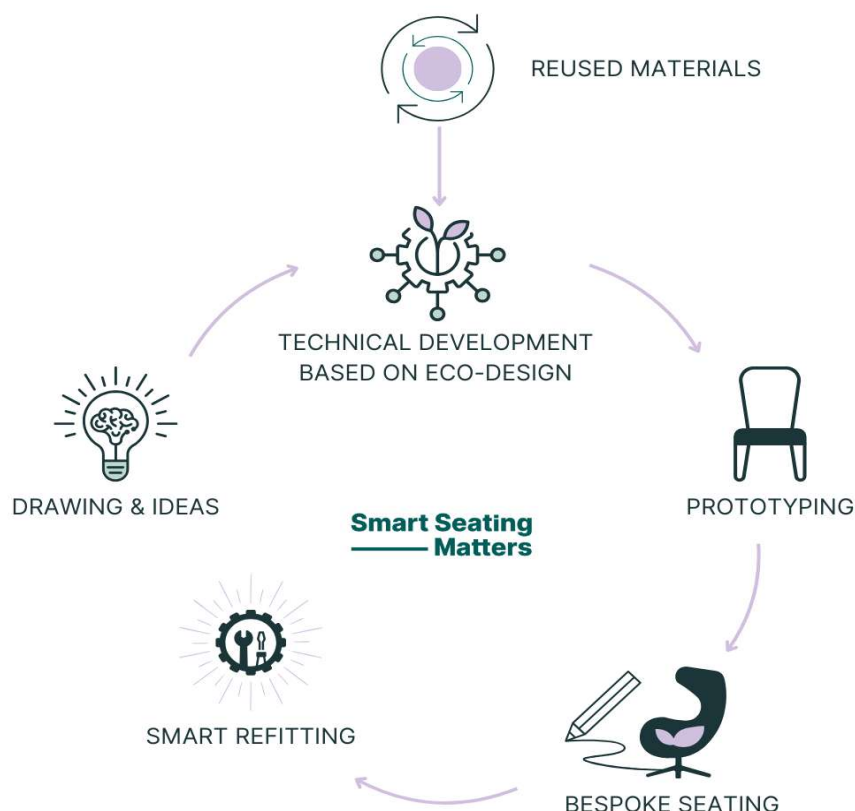 REUSED MATERIALS
TECHNICAL DEVELOPMENT
BASED ON ECO-DESIGN
DRAWING & IDEAS
PROTOTYPING
Smart Seating
Matters
SMART REFITTING
BESPOKE SEATING